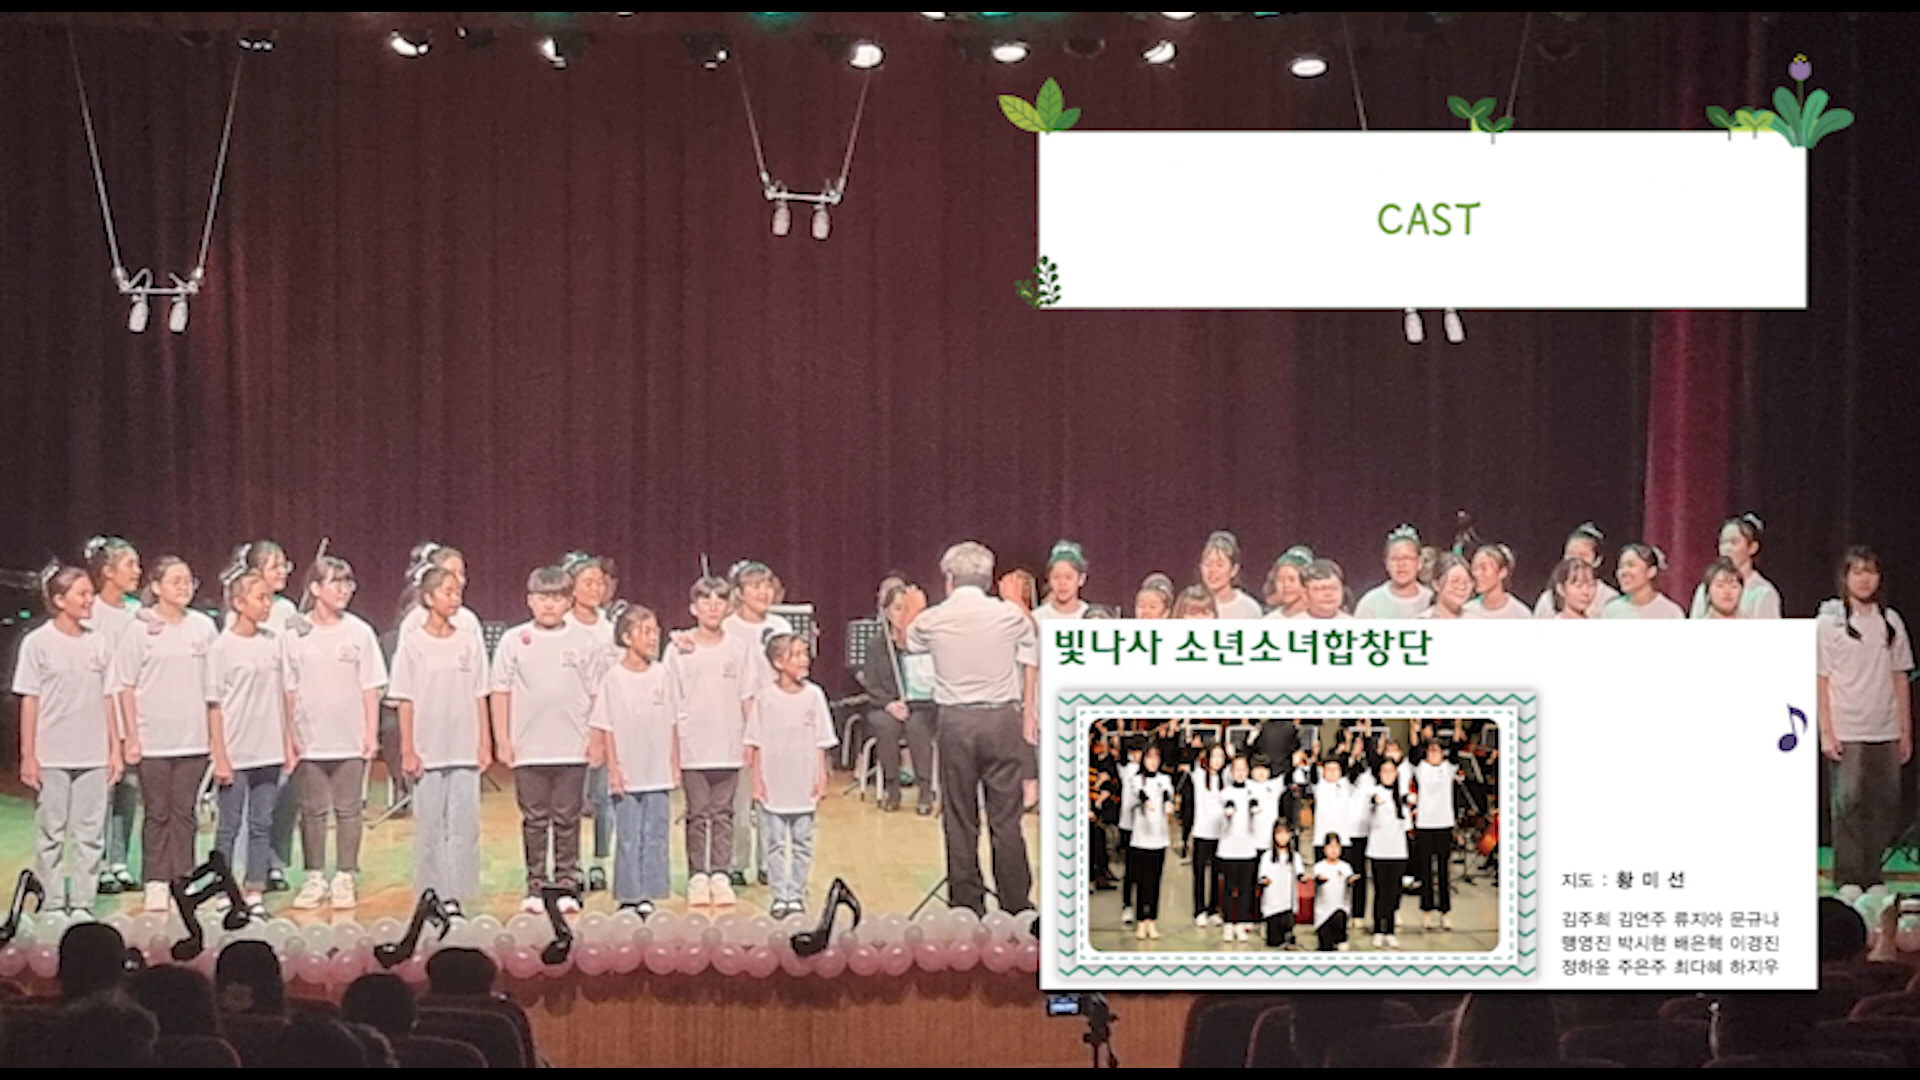 CAST
빛나사 소년소녀합창단
지도 : 황 미 선
김주희 김연주 류지아 문규나
맹영진 박시현 배은혁 이경진
정하윤 주은주 최다혜 하지우